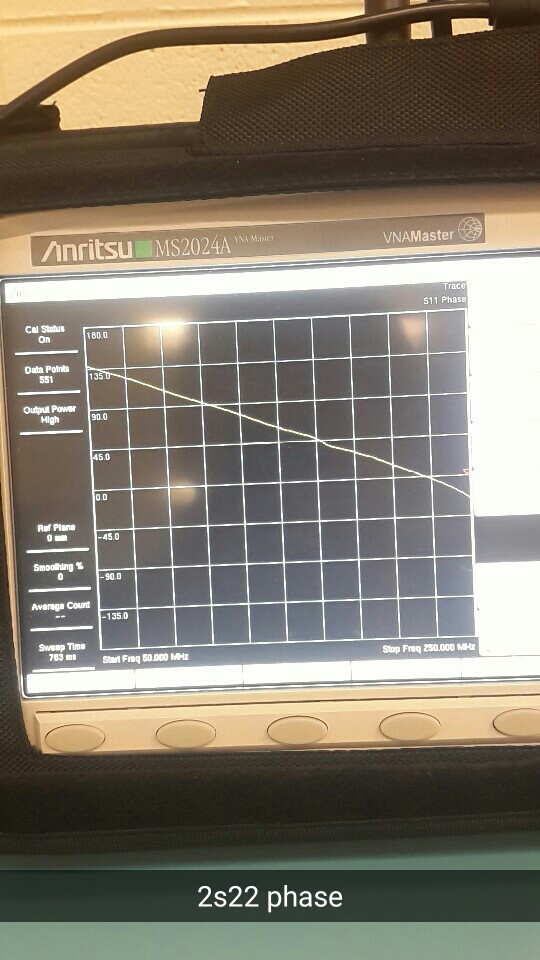 Anritsu MS2024A VNA Master
VNAMaster
Trace
S11 Phase
Cal Status
On
Data Points
551
Output Power
High
Ref Plane
0 mm
Smoothing %
0
Average Count
--
Sweep Time
783 ms
180.0
135.0
90.0
45.0
0.0
-45.0
-90.0
-135.0
Start Freq 50.000 MHz
Stop Freq 250.000 MHz
2s22 phase